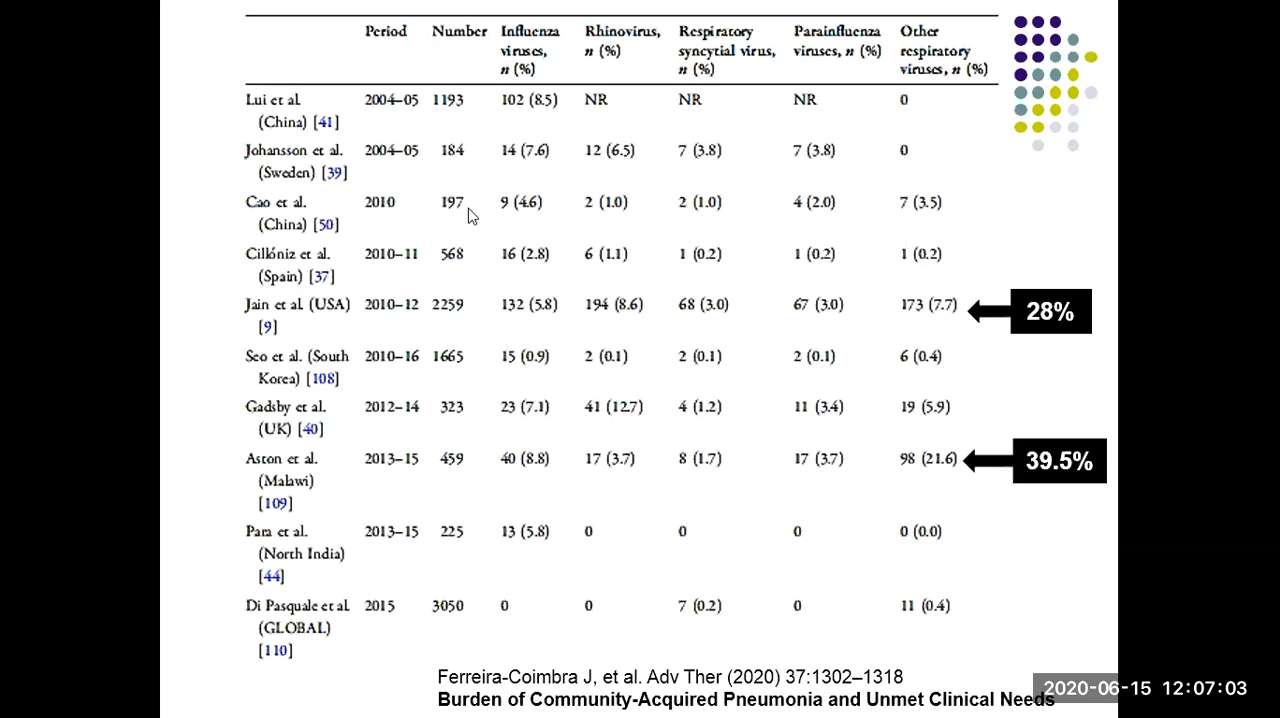 Period Number Influenza Rhinovirus, Respiratory Parainfluenza Other
viruses, n (%) syncytial virus, viruses, n (%) respiratory
n (%) n (%) viruses, n (%)
Lui et al. 2004–05 1193 102 (8.5) NR NR NR 0
(China) [41]
Johansson et al. 2004–05 184 14 (7.6) 12 (6.5) 7 (3.8) 7 (3.8) 0
(Sweden) [39]
Cao et al. 2010 197 9 (4.6) 2 (1.0) 2 (1.0) 4 (2.0) 7 (3.5)
(China) [50]
Cillóniz et al. 2010–11 568 16 (2.8) 6 (1.1) 1 (0.2) 1 (0.2) 1 (0.2)
(Spain) [37]
Jain et al. (USA) 2010–12 2259 132 (5.8) 194 (8.6) 68 (3.0) 67 (3.0) 173 (7.7) 28%
[9]
Seo et al. (South 2010–16 1665 15 (0.9) 2 (0.1) 2 (0.1) 2 (0.1) 6 (0.4)
Korea) [108]
Gadsby et al. 2012–14 323 23 (7.1) 41 (12.7) 4 (1.2) 11 (3.4) 19 (5.9)
(UK) [40]
Aston et al. 2013–15 459 40 (8.8) 17 (3.7) 8 (1.7) 17 (3.7) 98 (21.6) 39.5%
(Malawi)
[109]
Para et al. 2013–15 225 13 (5.8) 0 0 0 0 (0.0)
(North India)
[44]
Di Pasquale et al. 2015 3050 0 0 7 (0.2) 0 11 (0.4)
(GLOBAL)
[110]
Ferreira-Coimbra J, et al. Adv Ther (2020) 37:1302–1318
Burden of Community-Acquired Pneumonia and Unmet Clinical Needs
2020-06-15 12:07:03